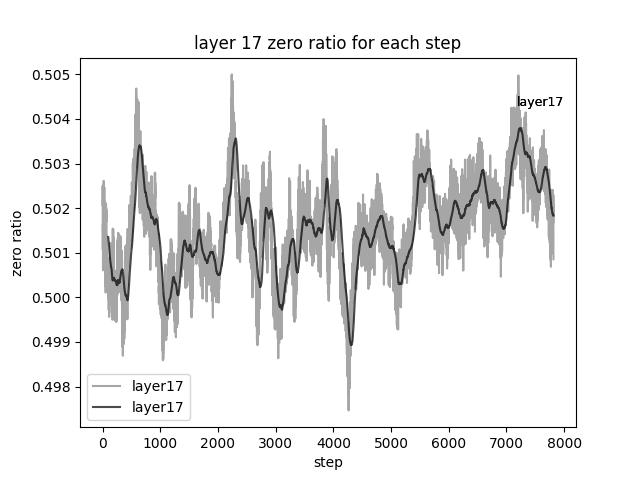 layer 17 zero ratio for each step
zero ratio
0.505
0.504
0.503
0.502
0.501
0.500
0.499
0.498
layer17
layer17
layer17
0
1000
2000
3000
4000
5000
6000
7000
8000
step